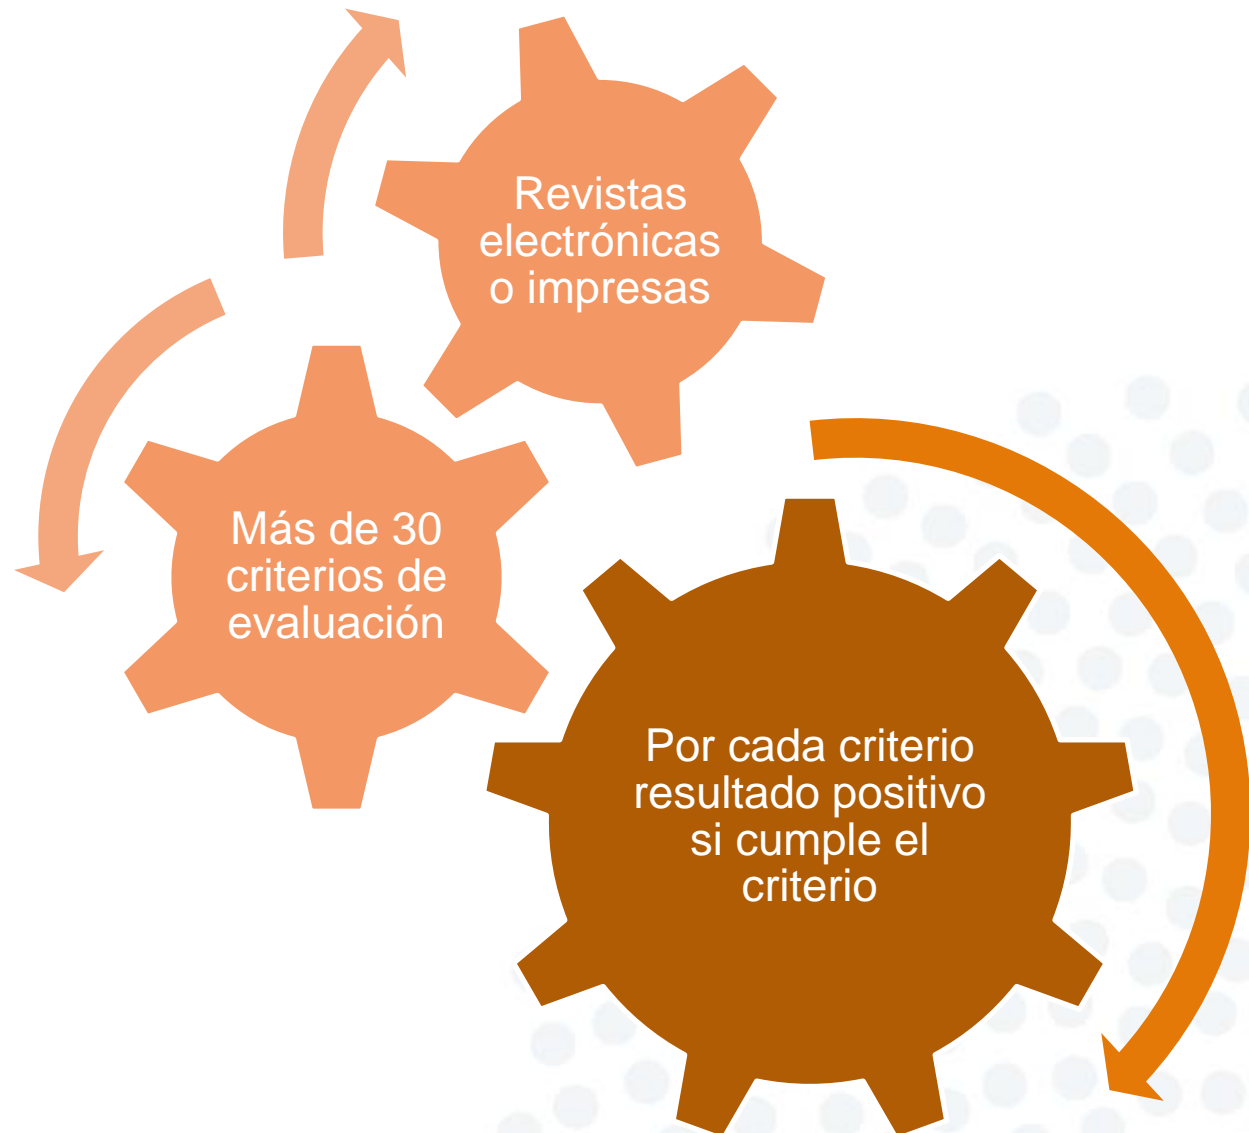 Revistas
electrónicas
o impresas
Más de 30
criterios de
evaluación
Por cada criterio
resultado positivo
si cumple el
criterio